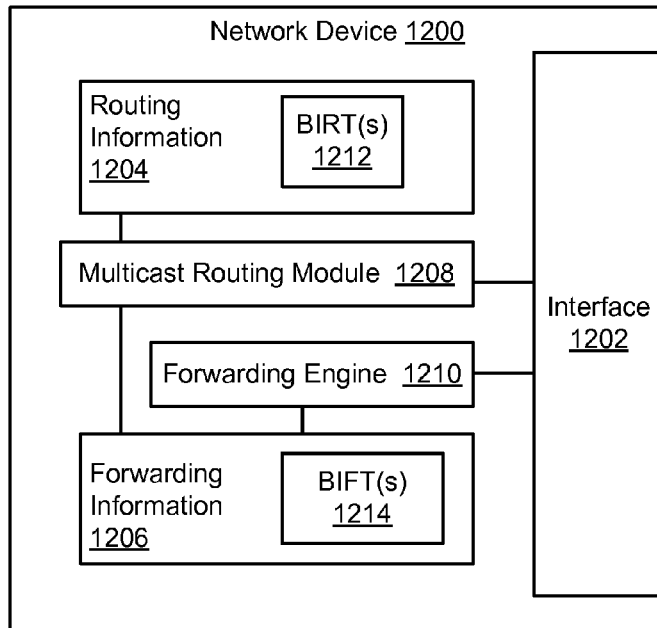 Network Device 1200
Routing
Information
1204
BIRT(s)
1212
Multicast Routing Module 1208
Interface
1202
Forwarding Engine 1210
Forwarding
Information
1206
BIFT(s)
1214